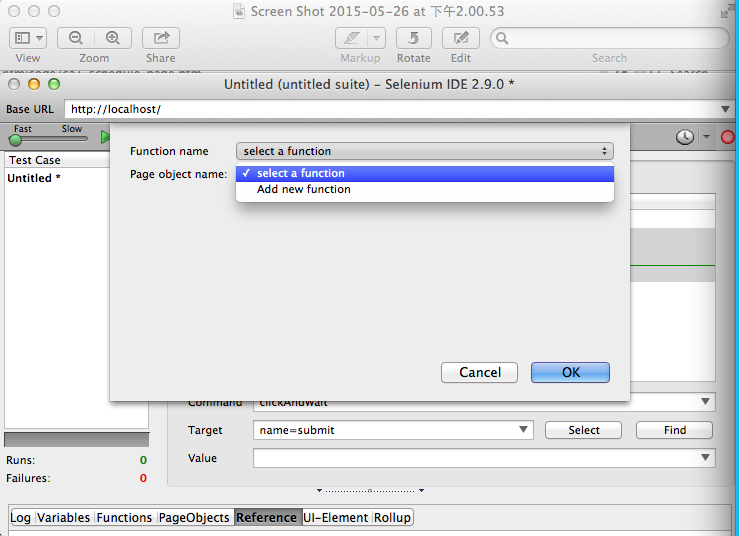 Screen Shot 2015-05-26 at 下午2.00.53
View Zoom Share Markup Rotate Edit Search
Untitled (untitled suite) - Selenium IDE 2.9.0 *
Base URL http://localhost/
Fast Slow
Test Case
Untitled *
Function name select a function
Page object name: ✓ select a function
Add new function
Cancel OK
Command clickAndWait
Target name=submit Select Find
Value
Runs: 0
Failures: 0
Log Variables Functions PageObjects Reference UI-Element Rollup